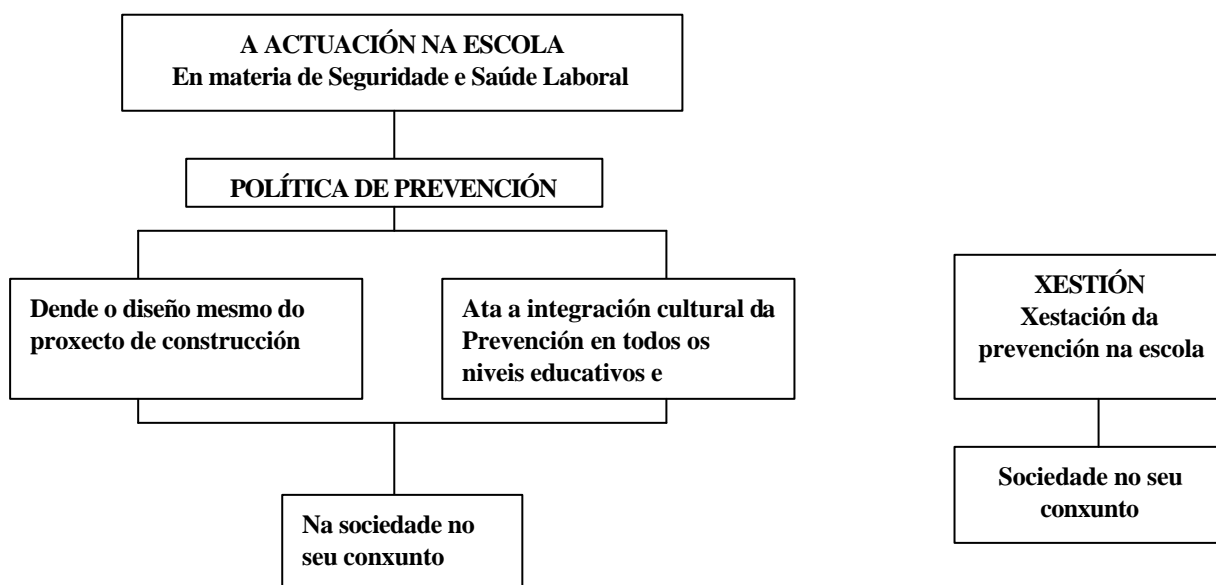 A ACTUACIÓN NA ESCOLA
En materia de Seguridade e Saúde Laboral
POLÍTICA DE PREVENCIÓN
Dende o diseño mesmo do
proxecto de construcción
Ata a integración cultural da
Prevención en todos os
niveis educativos e
Na sociedade no
seu conxunto
XESTIÓN
Xestación da
prevención na escola
Sociedade no seu
conxunto